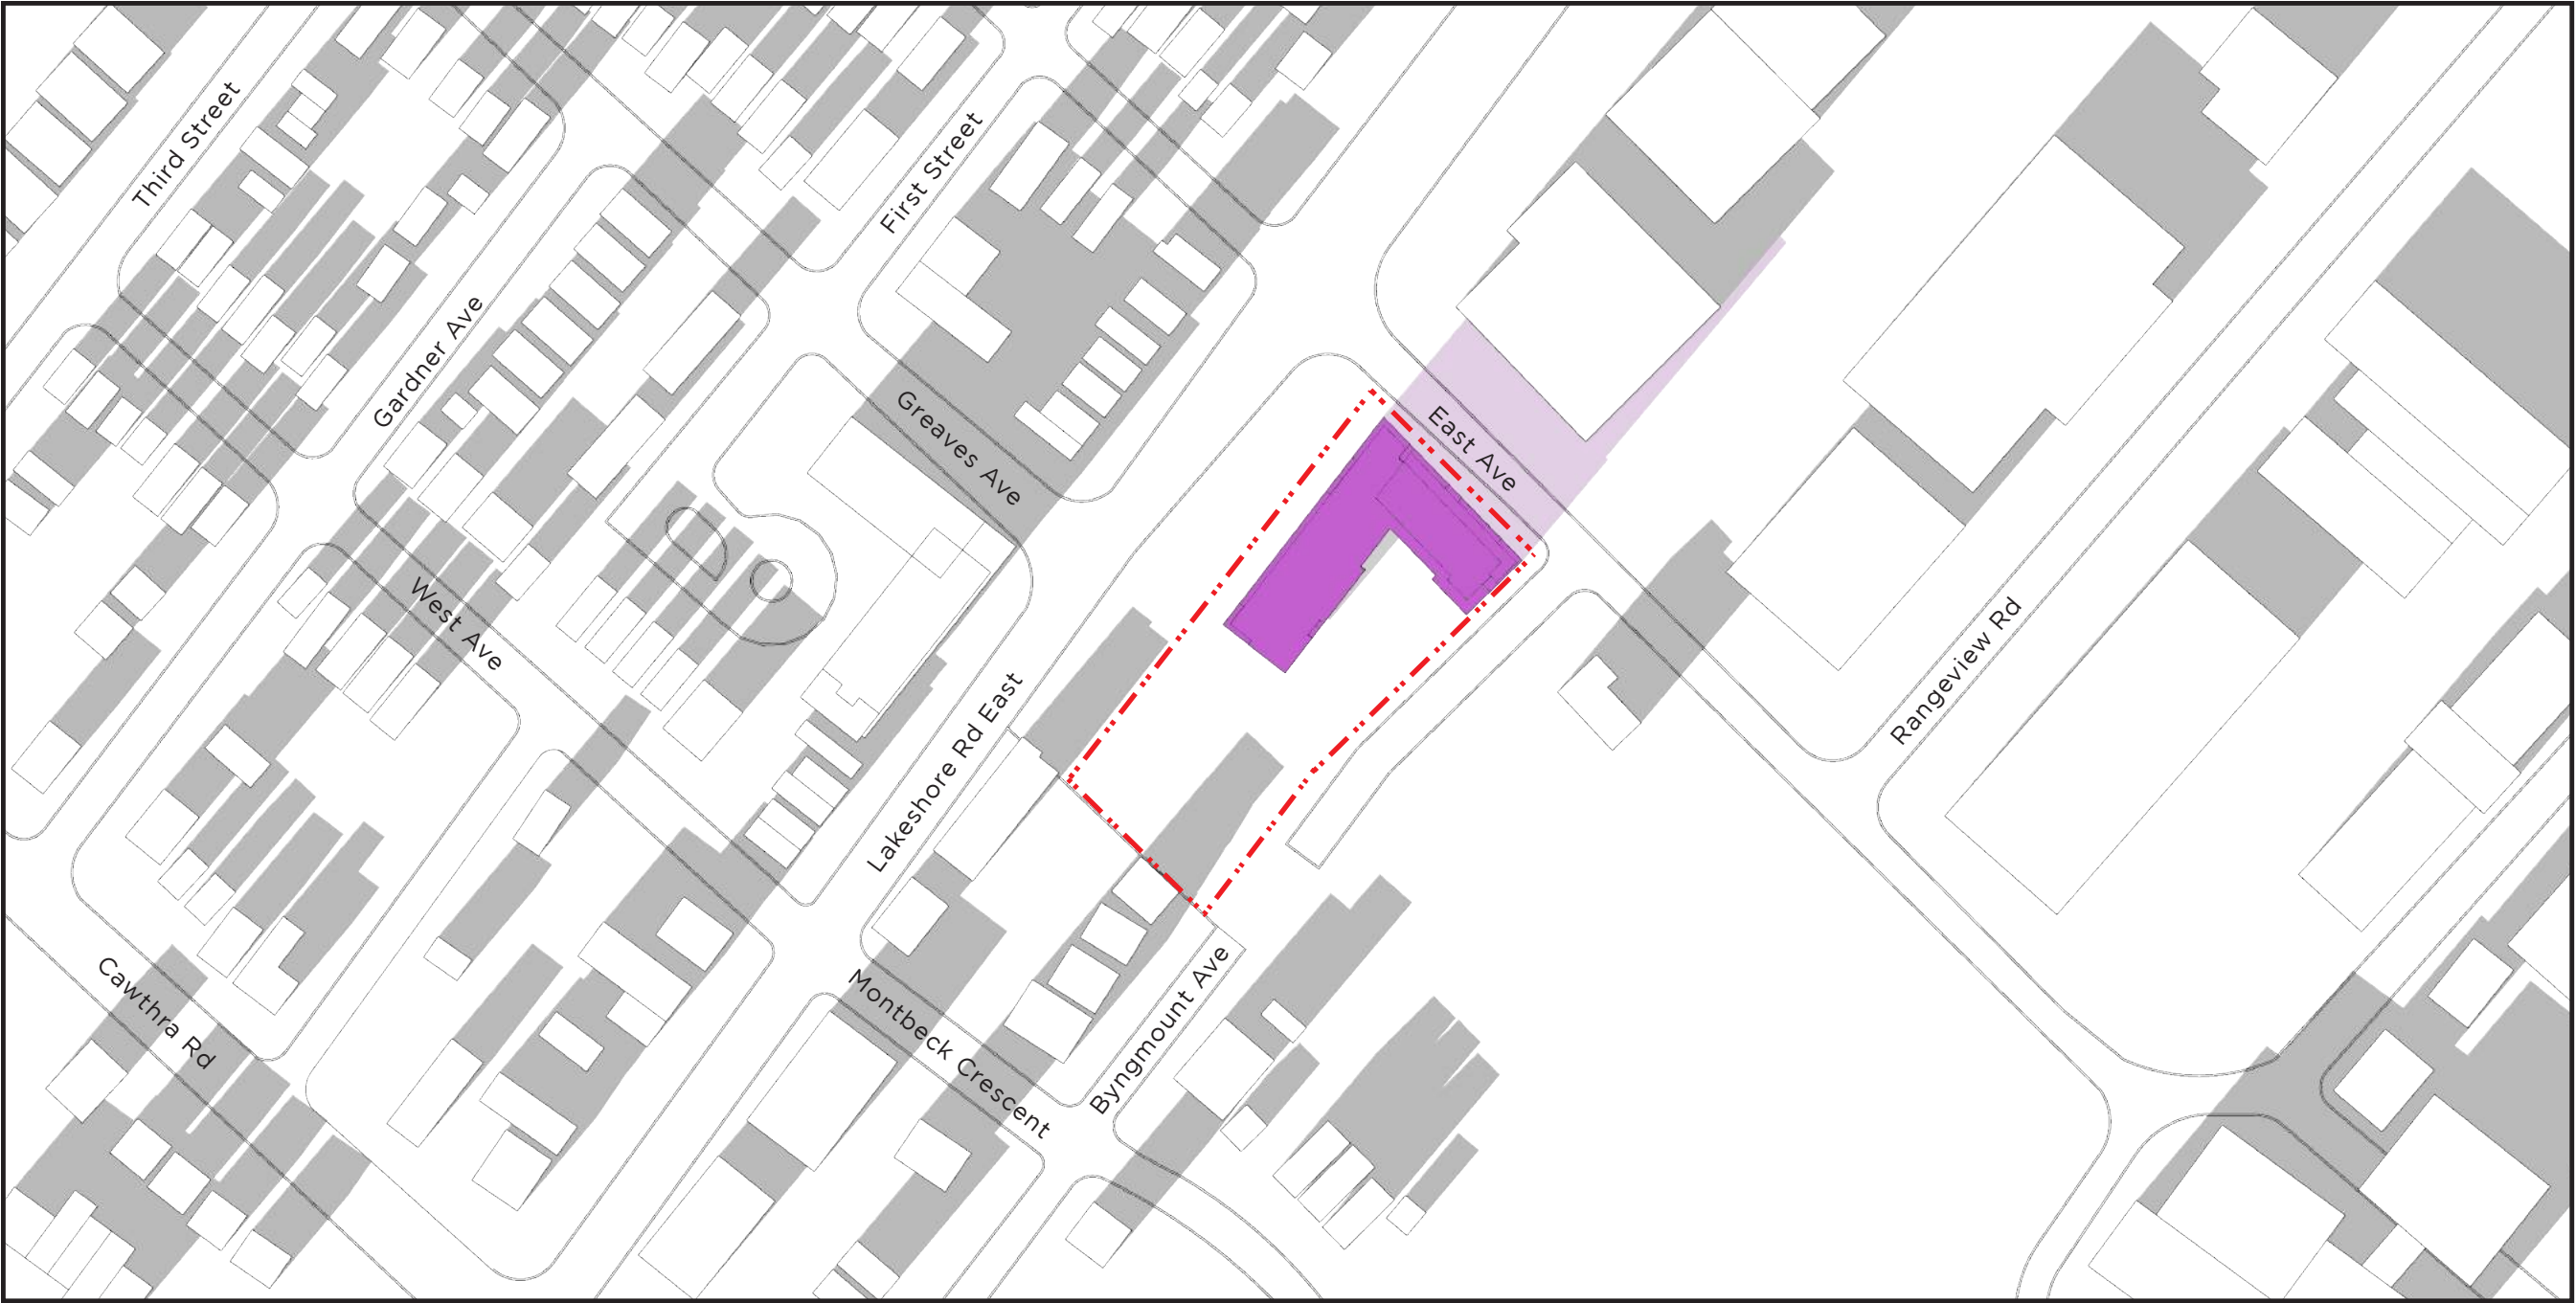 Third Street
First Street
Gardner Ave
Greaves Ave
East Ave
West Ave
Rangeview Rd
Lakeshore Rd East
Cawthra Rd
Montbeck Crescent
Byngmount Ave